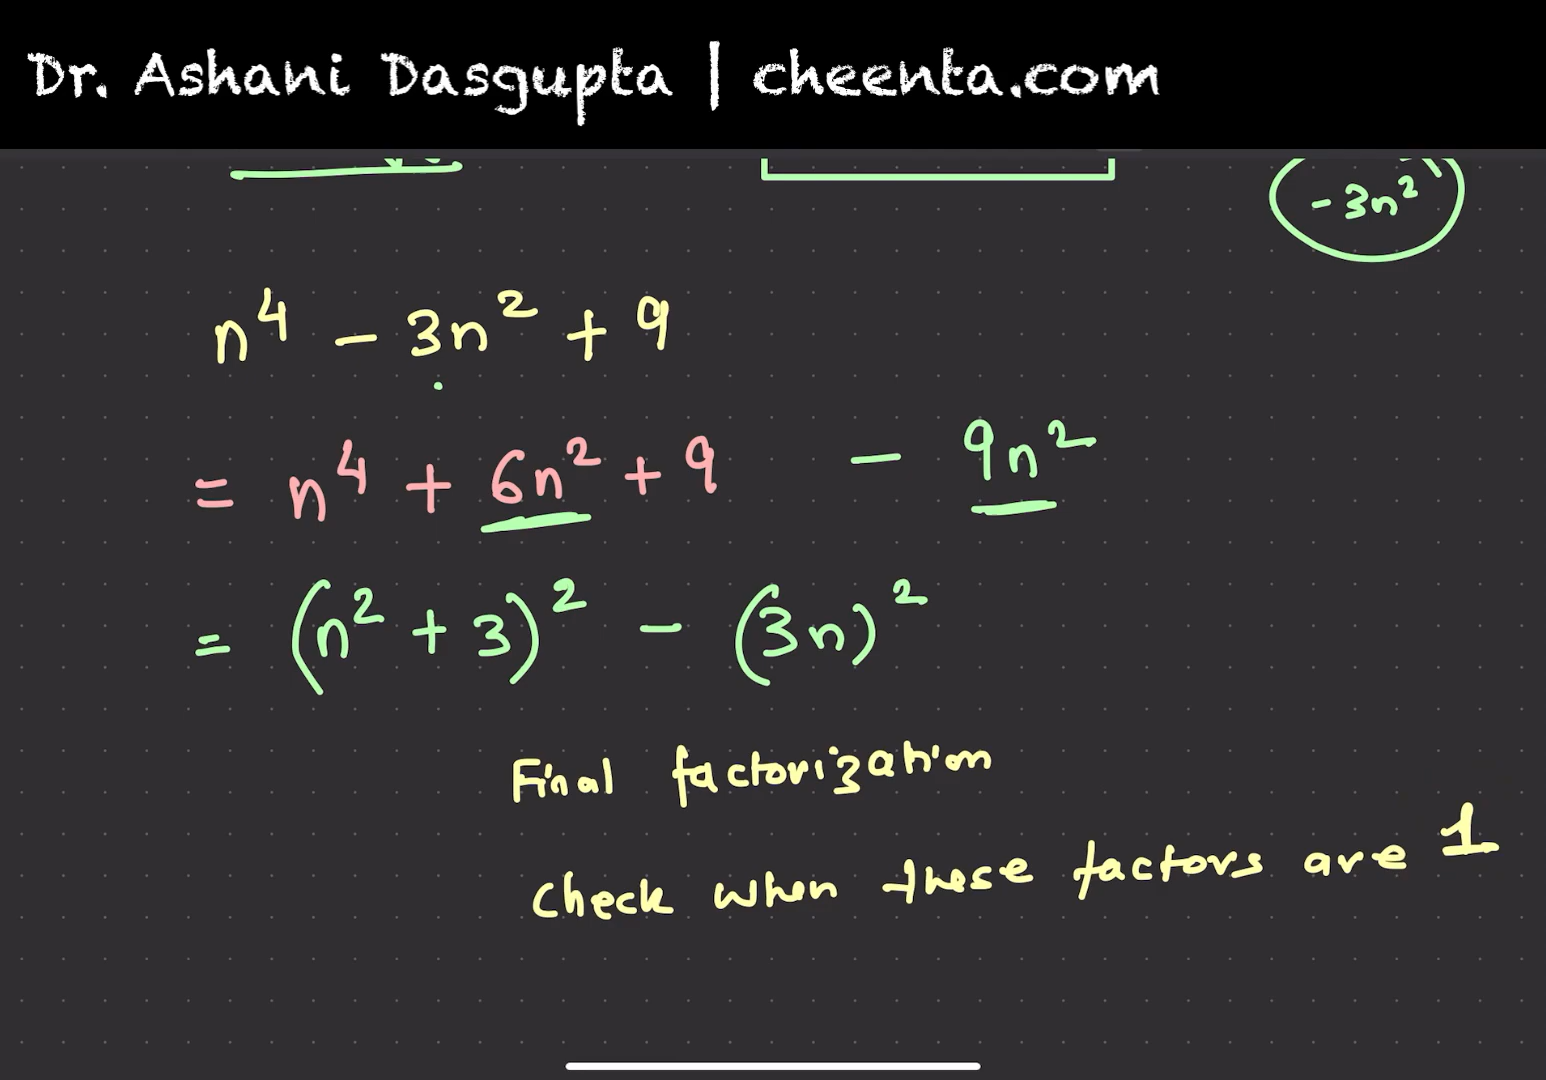 Dr. Ashani Dasgupta | cheenta.com
- 3n²
n⁴ - 3n² + 9
= n⁴ + 6n² + 9 - 9n²
= (n² + 3)² - (3n)²
Final factorization
Check when these factors are 1